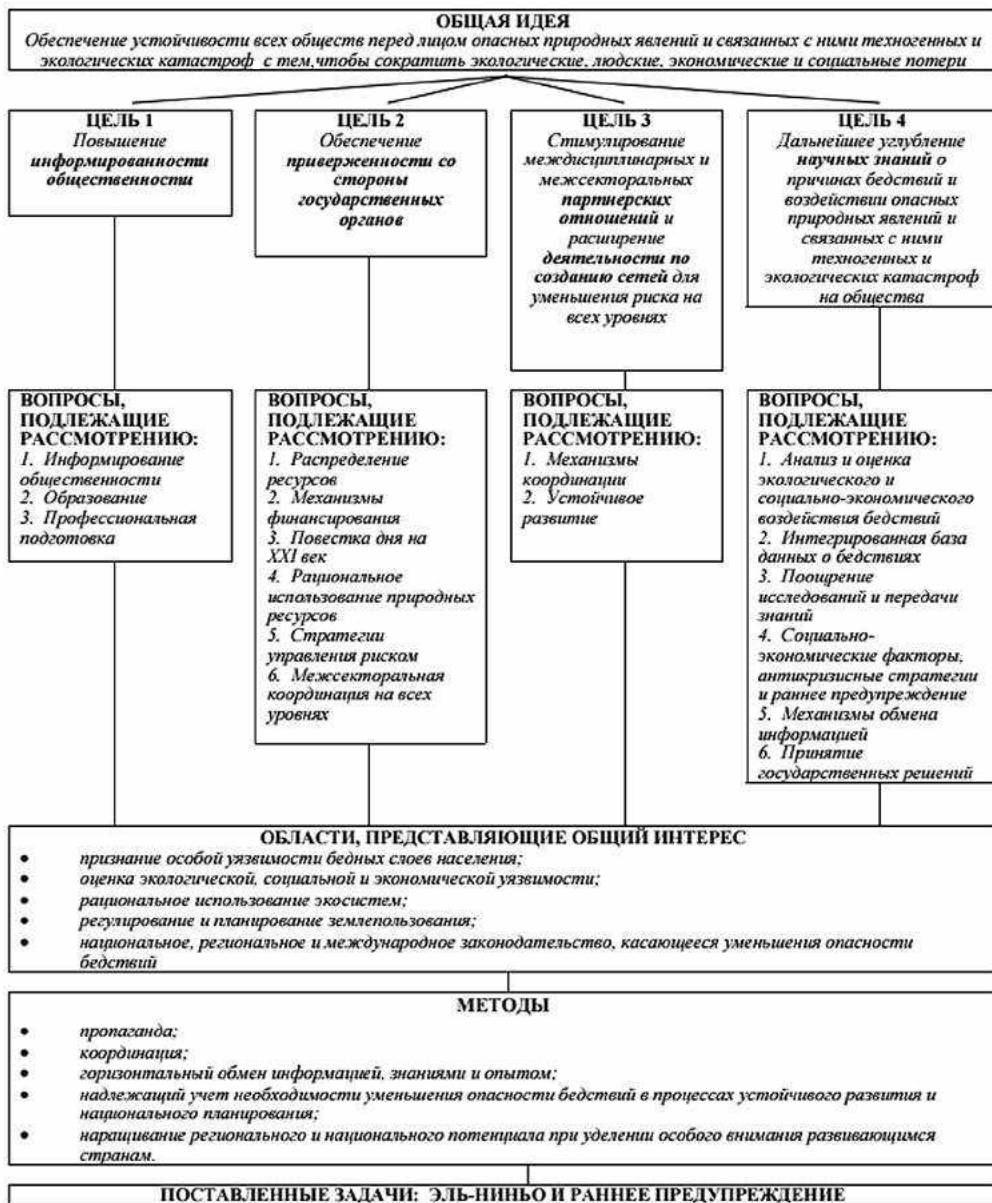 ОБЩАЯ ИДЕЯ
Обеспечение устойчивости всех обществ перед лицом опасных природных явлений и связанных с ними техногенных и
экологических катастроф с тем,чтобы сократить экологические, людские, экономические и социальные потери
ЦЕЛЬ 1
Повышение
информированности
общественности
ЦЕЛЬ 2
Обеспечение
приверженности со
стороны
государственных
органов
ЦЕЛЬ 3
Стимулирование
междисциплинарных и
межсекторальных
партнерских
отношений и
расширение
деятельности по
созданию сетей для
уменьшения риска на
всех уровнях
ЦЕЛЬ 4
Дальнейшее углубление
научных знаний о
причинах бедствий и
воздействии опасных
природных явлений и
связанных с ними
техногенных и
экологических катастроф
на общества
ВОПРОСЫ,
ПОДЛЕЖАЩИЕ
РАССМОТРЕНИЮ:
1. Информирование
общественности
2. Образование
3. Профессиональная
подготовка
ВОПРОСЫ,
ПОДЛЕЖАЩИЕ
РАССМОТРЕНИЮ:
1. Распределение
ресурсов
2. Механизмы
финансирования
3. Повестка дня на
XXI век
4. Рациональное
использование природных
ресурсов
5. Стратегии
управления риском
6. Межсекторальная
координация на всех
уровнях
ВОПРОСЫ,
ПОДЛЕЖАЩИЕ
РАССМОТРЕНИЮ:
1. Механизмы
координации
2. Устойчивое
развитие
ВОПРОСЫ,
ПОДЛЕЖАЩИЕ
РАССМОТРЕНИЮ:
1. Анализ и оценка
экологического и
социально-экономического
воздействия бедствий
2. Интегрированная база
данных о бедствиях
3. Поощрение
исследований и передачи
знаний
4. Социально-
экономические факторы,
антикризисные стратегии
и раннее предупреждение
5. Механизмы обмена
информацией
6. Принятие
государственных решений
ОБЛАСТИ, ПРЕДСТАВЛЯЮЩИЕ ОБЩИЙ ИНТЕРЕС
• признание особой уязвимости бедных слоев населения;
• оценка экологической, социальной и экономической уязвимости;
• рациональное использование экосистем;
• регулирование и планирование землепользования;
• национальное, региональное и международное законодательство, касающееся уменьшения опасности
бедствий
МЕТОДЫ
• пропаганда;
• координация;
• горизонтальный обмен информацией, знаниями и опытом;
• надлежащий учет необходимости уменьшения опасности бедствий в процессах устойчивого развития и
национального планирования;
• наращивание регионального и национального потенциала при уделении особого внимания развивающимся
странам.
ПОСТАВЛЕННЫЕ ЗАДАЧИ: ЭЛЬ-НИНЬО И РАННЕЕ ПРЕДУПРЕЖДЕНИЕ